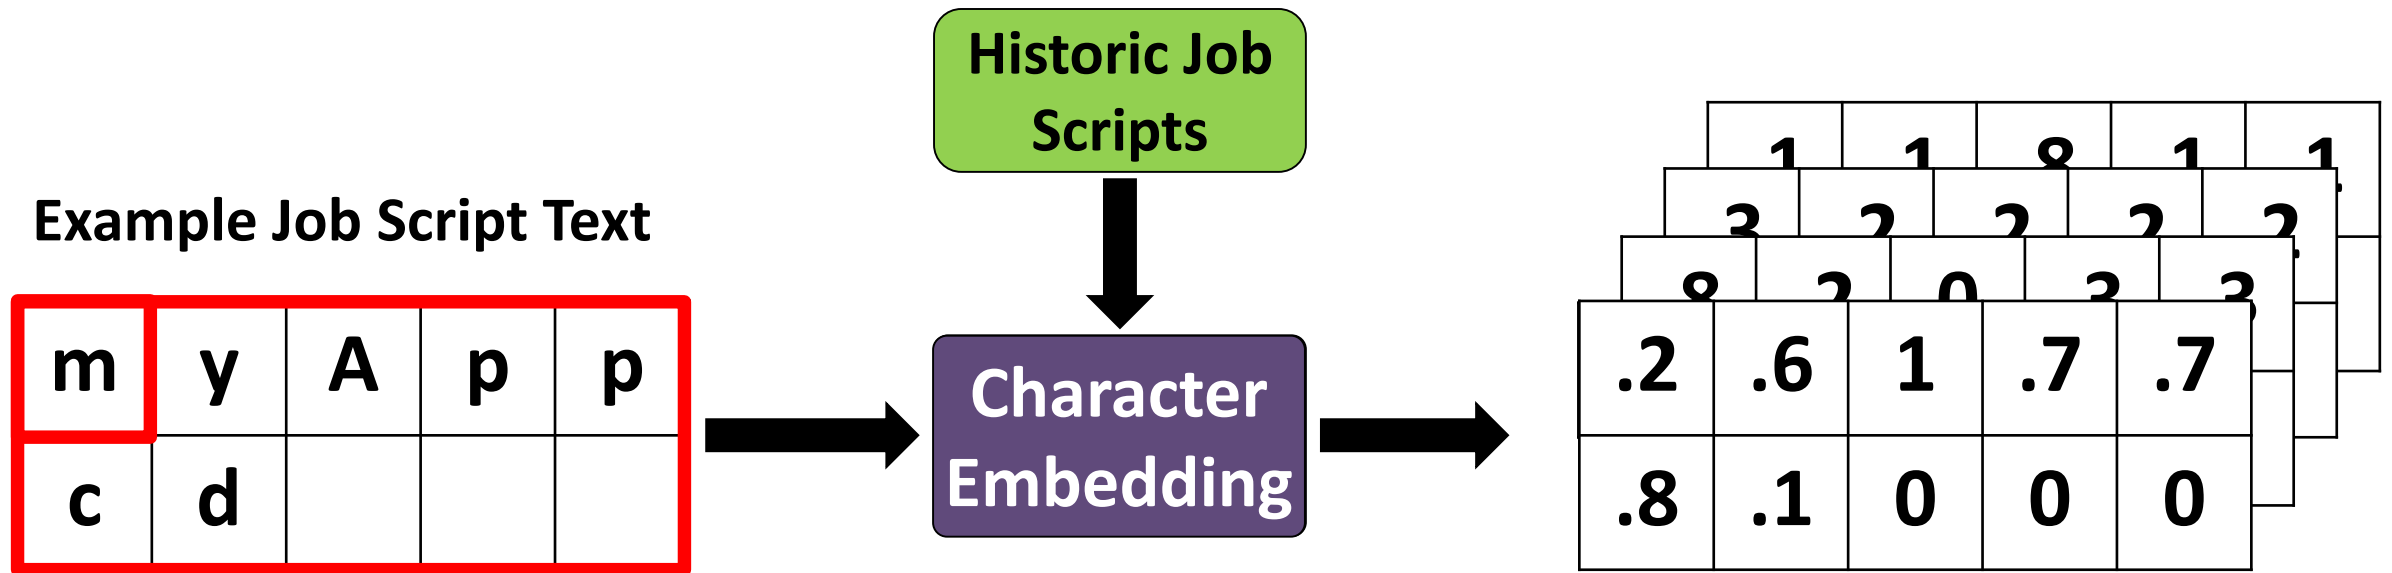 Historic Job
Scripts
Example Job Script Text
m y A p p
c d
Character
Embedding
.2 .6 1 .7 .7
.8 .1 0 0 0